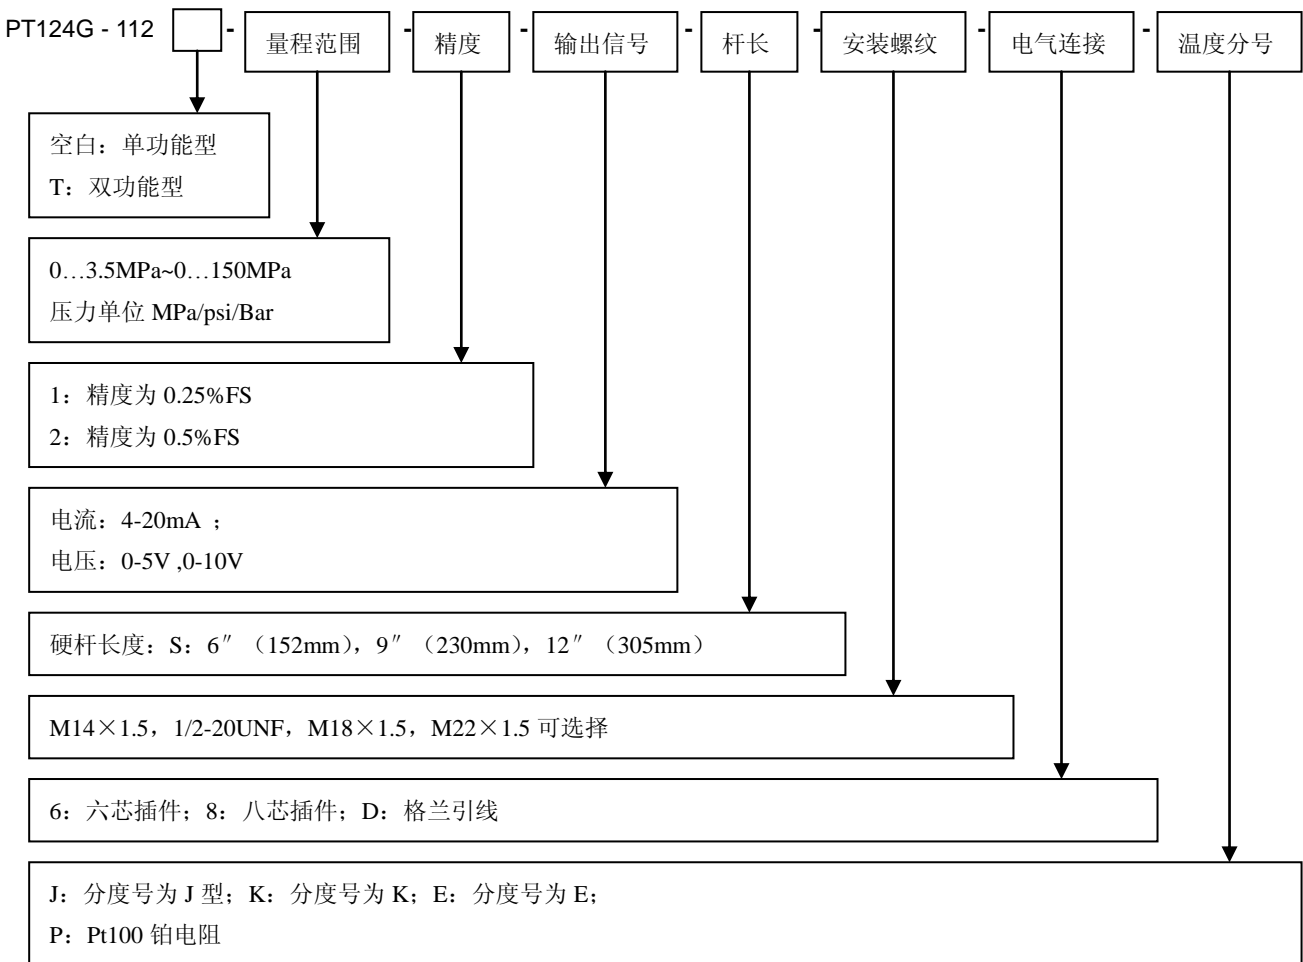 PT124G - 112 - 量程范围 - 精度 - 输出信号 - 杆长 - 安装螺纹 - 电气连接 - 温度分号
空白：单功能型
T：双功能型
0…3.5MPa~0…150MPa
压力单位 MPa/psi/Bar
1：精度为 0.25%FS
2：精度为 0.5%FS
电流：4-20mA ；
电压：0-5V ,0-10V
硬杆长度：S：6″（152mm），9″（230mm），12″（305mm）
M14×1.5，1/2-20UNF，M18×1.5，M22×1.5 可选择
6：六芯插件；8：八芯插件；D：格兰引线
J：分度号为 J 型；K：分度号为 K；E：分度号为 E；
P：Pt100 铂电阻